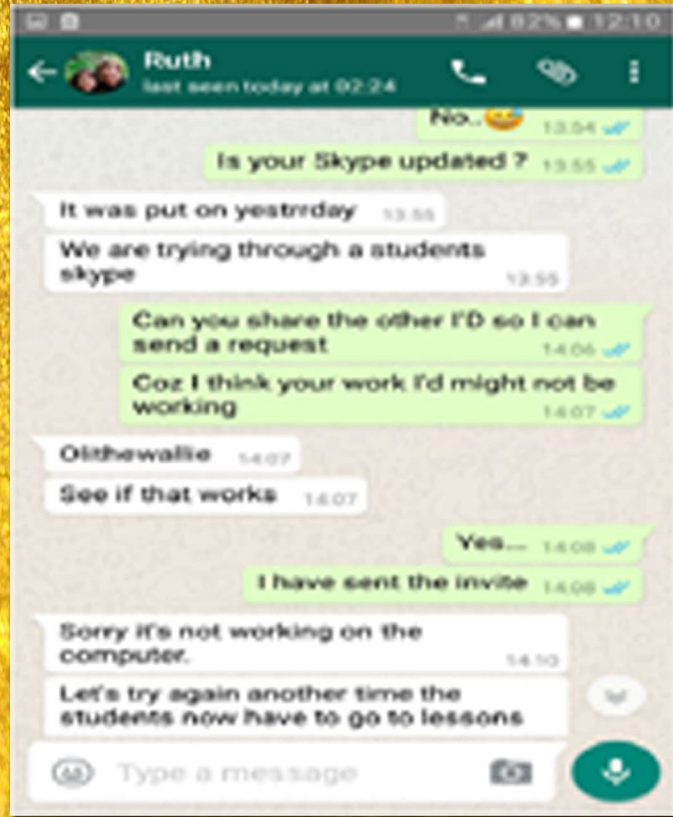 82% 12:10
Ruth
last seen today at 02:24
No..😅 13:54
Is your Skype updated ? 13:55
It was put on yestrrday 13:55
We are trying through a students
skype 13:55
Can you share the other I'D so I can
send a request 14:06
Coz I think your work I'd might not be
working 14:07
Olithewallie 14:07
See if that works 14:07
Yes... 14:08
I have sent the invite 14:08
Sorry it's not working on the
computer. 14:10
Let's try again another time the
students now have to go to lessons
Type a message